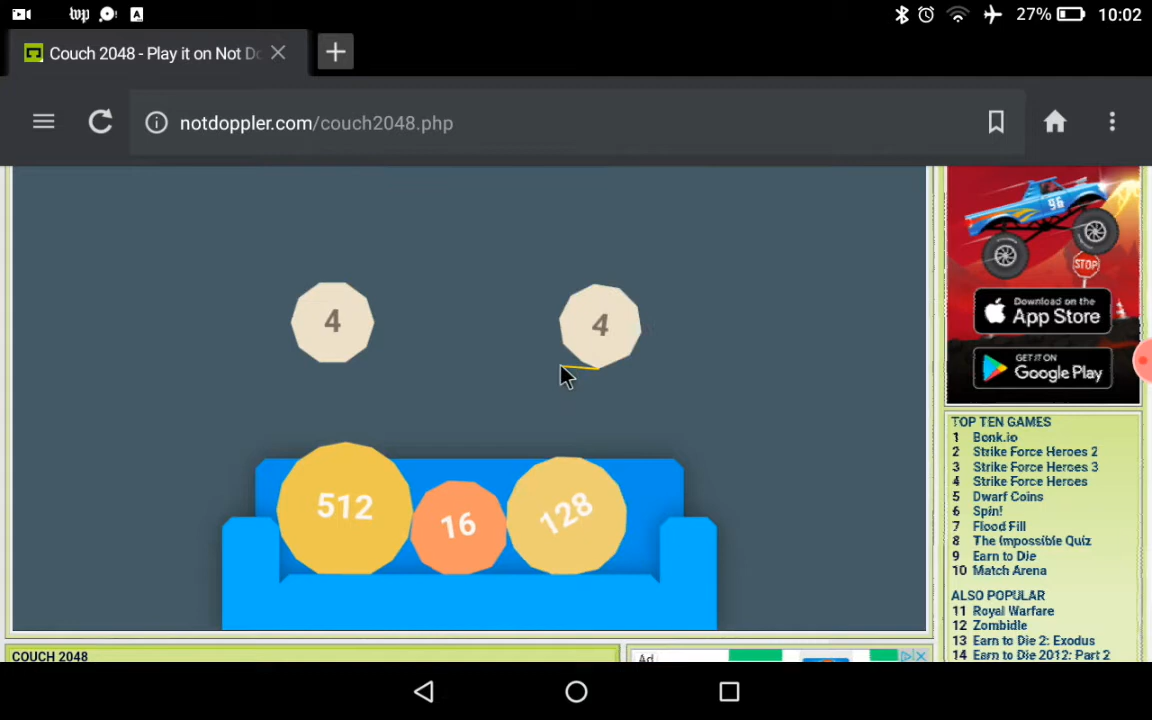 27% 10:02
Couch 2048 - Play it on Not Do
notdoppler.com/couch2048.php
4 4
512 16 128
96
STOP
Download on the
App Store
GET IT ON
Google Play
TOP TEN GAMES
1 Bonk.io
2 Strike Force Heroes 2
3 Strike Force Heroes 3
4 Strike Force Heroes
5 Dwarf Coins
6 Spin!
7 Flood Fill
8 The Impossible Quiz
9 Earn to Die
10 Match Arena
ALSO POPULAR
11 Royal Warfare
12 Zombidle
13 Earn to Die 2: Exodus
14 Earn to Die 2012: Part 2
COUCH 2048
Ad